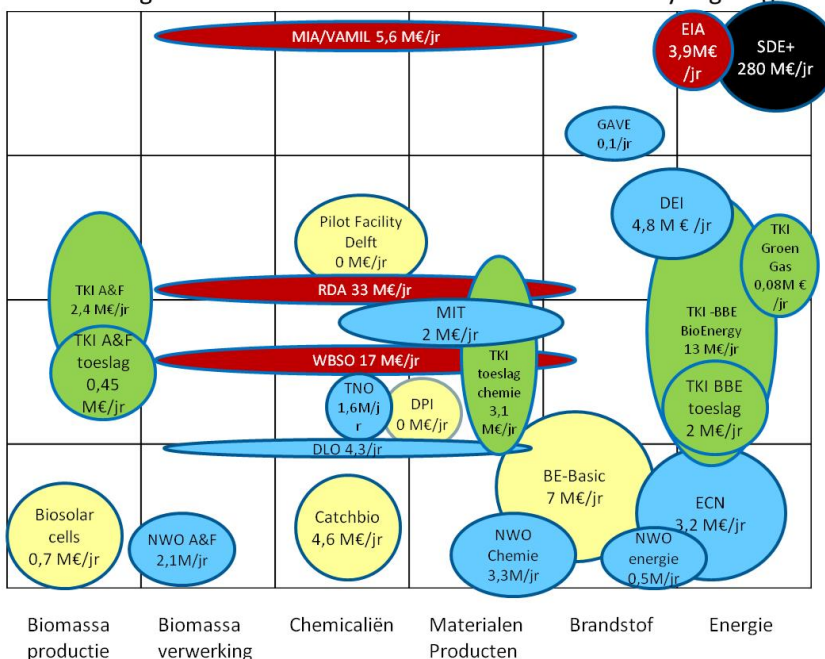 MIA/VAMIL 5,6 M€/jr
EIA
3,9M€
/jr
SDE+
280 M€/jr
GAVE
0,1/jr
Pilot Facility
Delft
0 M€/jr
DEI
4,8 M € /jr
TKI
Groen
Gas
0,08M €
/jr
TKI A&F
2,4 M€/jr
RDA 33 M€/jr
MIT
2 M€/jr
TKI -BBE
BioEnergy
13 M€/jr
TKI A&F
toeslag
0,45
M€/jr
WBSO 17 M€/jr
TKI
toeslag
chemie
3,1
M€/jr
TNO
1,6M/j
r
DPI
0 M€/jr
TKI BBE
toeslag
2 M€/jr
DLO 4,3/jr
BE-Basic
7 M€/jr
Biosolar
cells
0,7 M€/jr
NWO A&F
2,1M/jr
Catchbio
4,6 M€/jr
NWO
Chemie
3,3M/jr
ECN
3,2 M€/jr
NWO
energie
0,5M/jr
Biomassa
productie
Biomassa
verwerking
Chemicaliën
Materialen
Producten
Brandstof
Energie